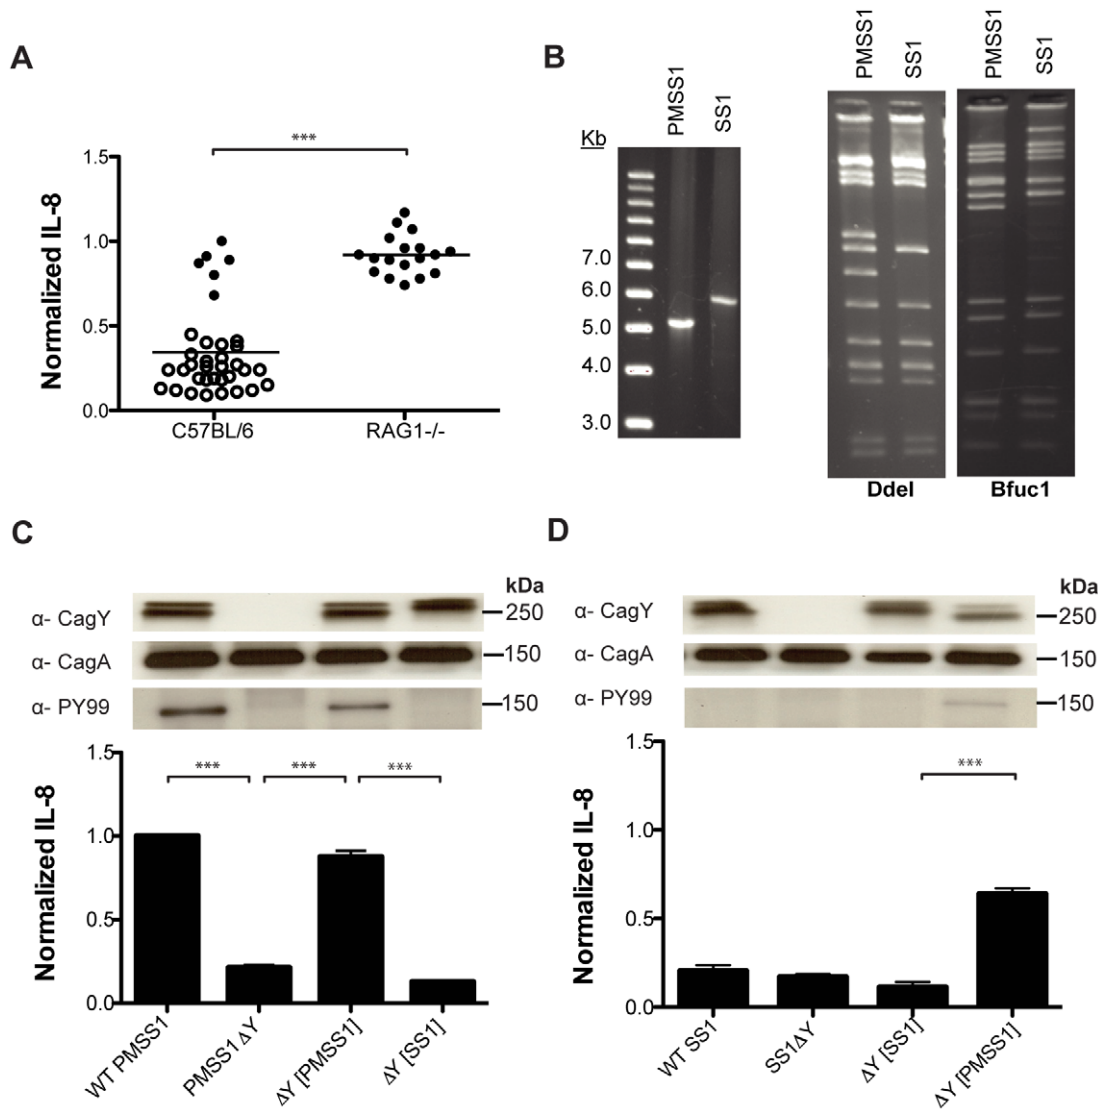 A
***
1.5
1.0
0.5
0.0
Normalized IL-8
C57BL/6
RAG1-/-
B
Kb
PMSS1
SS1
7.0
6.0
5.0
4.0
3.0
PMSS1
SS1
PMSS1
SS1
DdeI
Bfuc1
C
kDa
α- CagY
250
α- CagA
150
α- PY99
150
1.5
1.0
0.5
0.0
Normalized IL-8
***
***
***
WT PMSS1
PMSS1 ΔY
ΔY [PMSS1]
ΔY [SS1]
D
kDa
α- CagY
250
α- CagA
150
α- PY99
150
1.5
1.0
0.5
0.0
Normalized IL-8
***
WT SS1
SS1ΔY
ΔY [SS1]
ΔY [PMSS1]